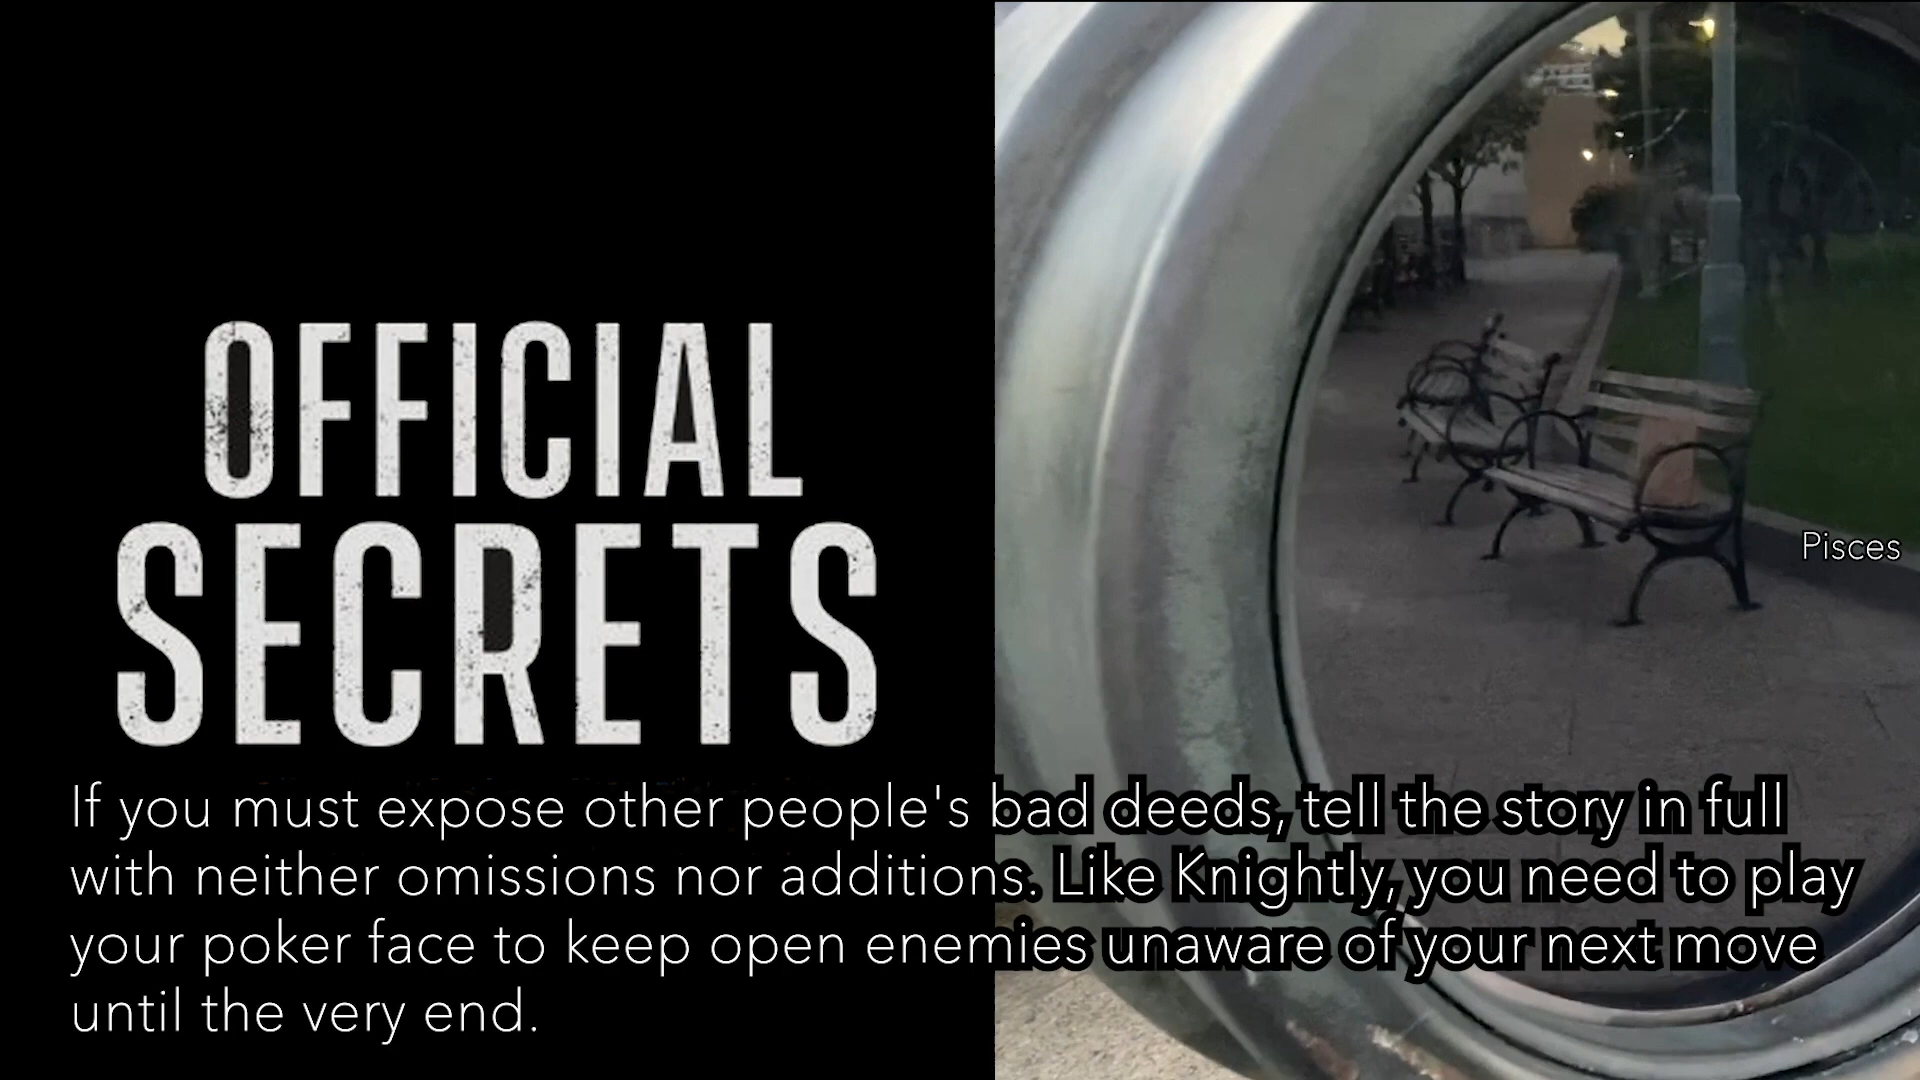 OFFICIAL
SECRETS
Pisces
If you must expose other people's bad deeds, tell the story in full
with neither omissions nor additions. Like Knightly, you need to play
your poker face to keep open enemies unaware of your next move
until the very end.